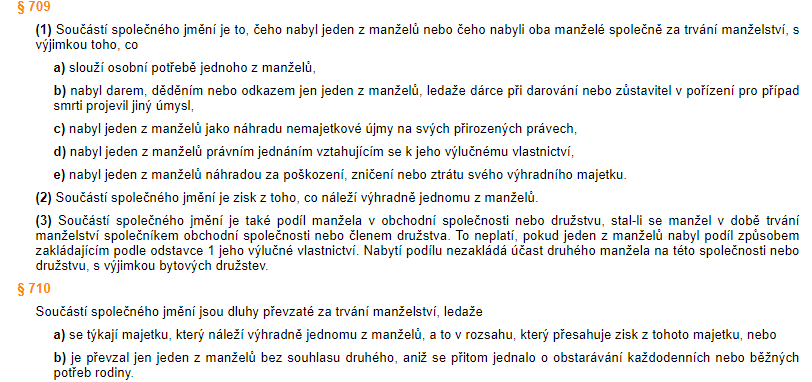 § 709
(1) Součástí společného jmění je to, čeho nabyl jeden z manželů nebo čeho nabyli oba manželé společně za trvání manželství, s
výjimkou toho, co
a) slouží osobní potřebě jednoho z manželů,
b) nabyl darem, děděním nebo odkazem jen jeden z manželů, ledaže dárce při darování nebo zůstavitel v pořízení pro případ
smrti projevil jiný úmysl,
c) nabyl jeden z manželů jako náhradu nemajetkové újmy na svých přirozených právech,
d) nabyl jeden z manželů právním jednáním vztahujícím se k jeho výlučnému vlastnictví,
e) nabyl jeden z manželů náhradou za poškození, zničení nebo ztrátu svého výhradního majetku.
(2) Součástí společného jmění je zisk z toho, co náleží výhradně jednomu z manželů.
(3) Součástí společného jmění je také podíl manžela v obchodní společnosti nebo družstvu, stal-li se manžel v době trvání
manželství společníkem obchodní společnosti nebo členem družstva. To neplatí, pokud jeden z manželů nabyl podíl způsobem
zakládajícím podle odstavce 1 jeho výlučné vlastnictví. Nabytí podílu nezakládá účast druhého manžela na této společnosti nebo
družstvu, s výjimkou bytových družstev.
§ 710
Součástí společného jmění jsou dluhy převzaté za trvání manželství, ledaže
a) se týkají majetku, který náleží výhradně jednomu z manželů, a to v rozsahu, který přesahuje zisk z tohoto majetku, nebo
b) je převzal jen jeden z manželů bez souhlasu druhého, aniž se přitom jednalo o obstarávání každodenních nebo běžných
potřeb rodiny.